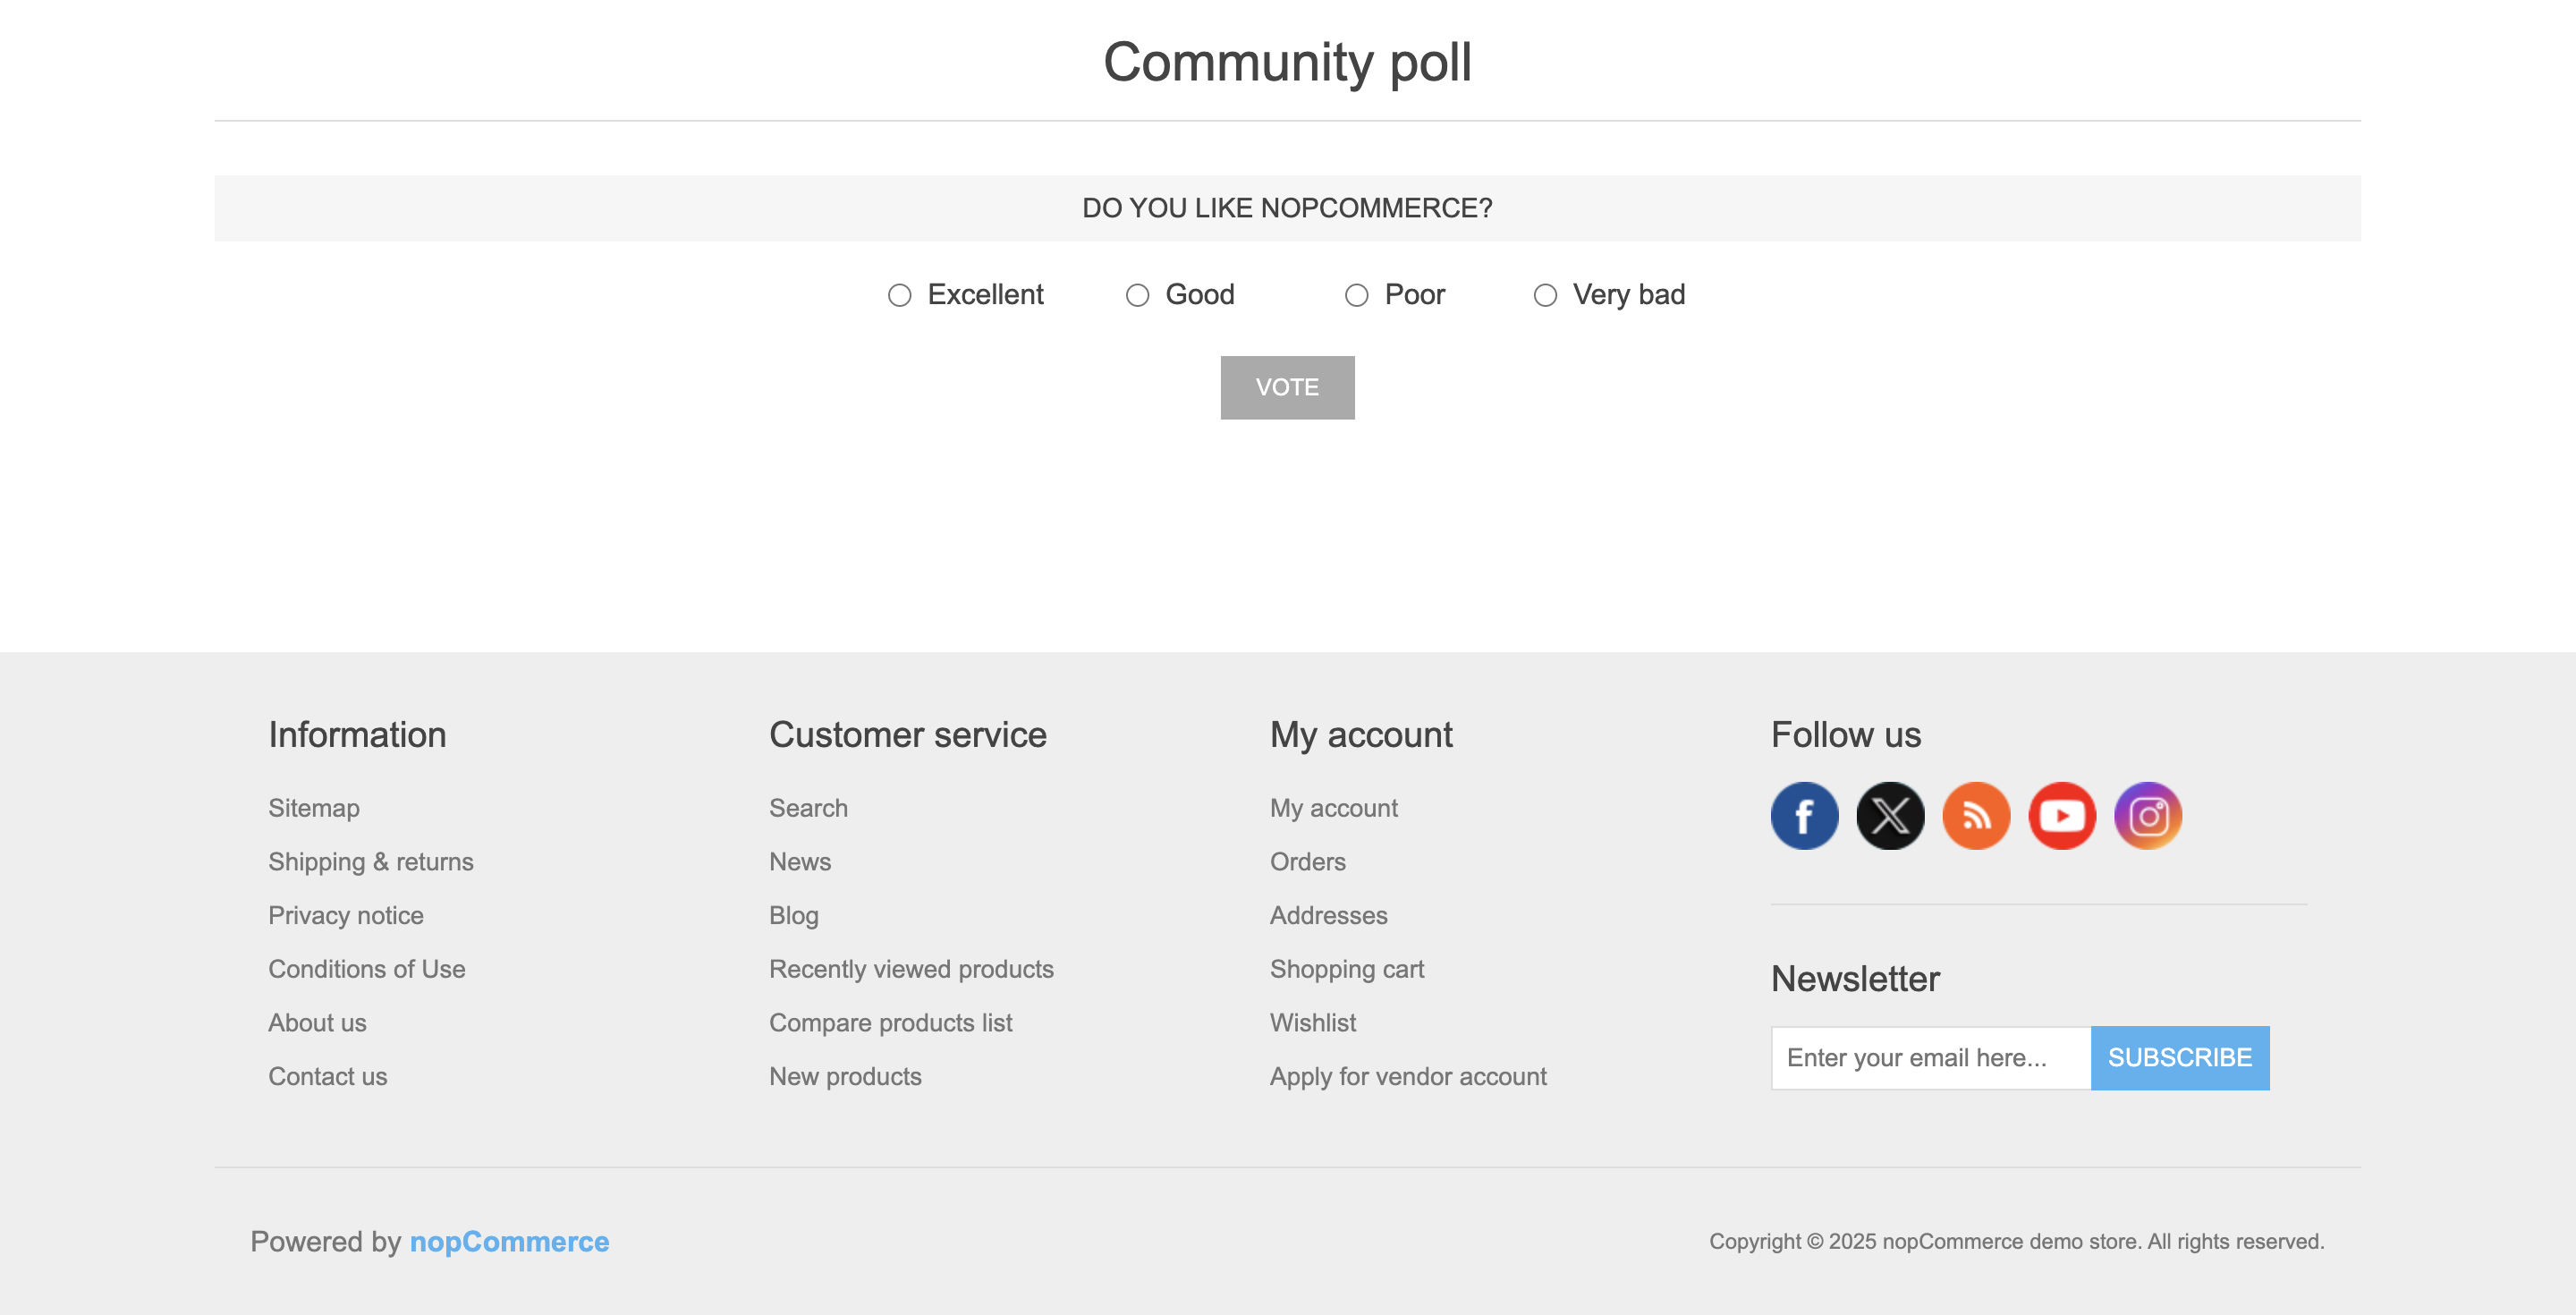 Community poll
DO YOU LIKE NOPCOMMERCE?
Excellent Good Poor Very bad
VOTE
Information
Sitemap
Shipping & returns
Privacy notice
Conditions of Use
About us
Contact us
Customer service
Search
News
Blog
Recently viewed products
Compare products list
New products
My account
My account
Orders
Addresses
Shopping cart
Wishlist
Apply for vendor account
Follow us
Newsletter
Enter your email here... SUBSCRIBE
Powered by nopCommerce
Copyright © 2025 nopCommerce demo store. All rights reserved.